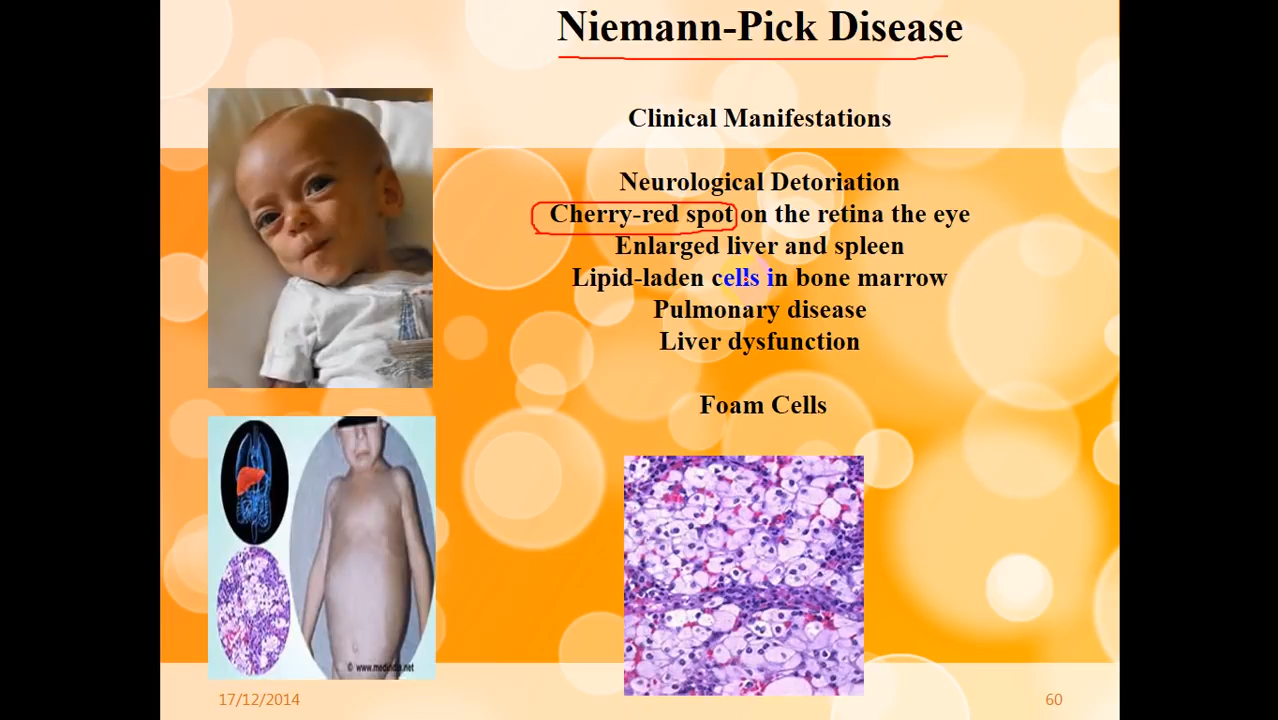 Niemann-Pick Disease
Clinical Manifestations
Neurological Detoriation
Cherry-red spot on the retina the eye
Enlarged liver and spleen
Lipid-laden cells in bone marrow
Pulmonary disease
Liver dysfunction
Foam Cells
© www.medindia.net
17/12/2014
60